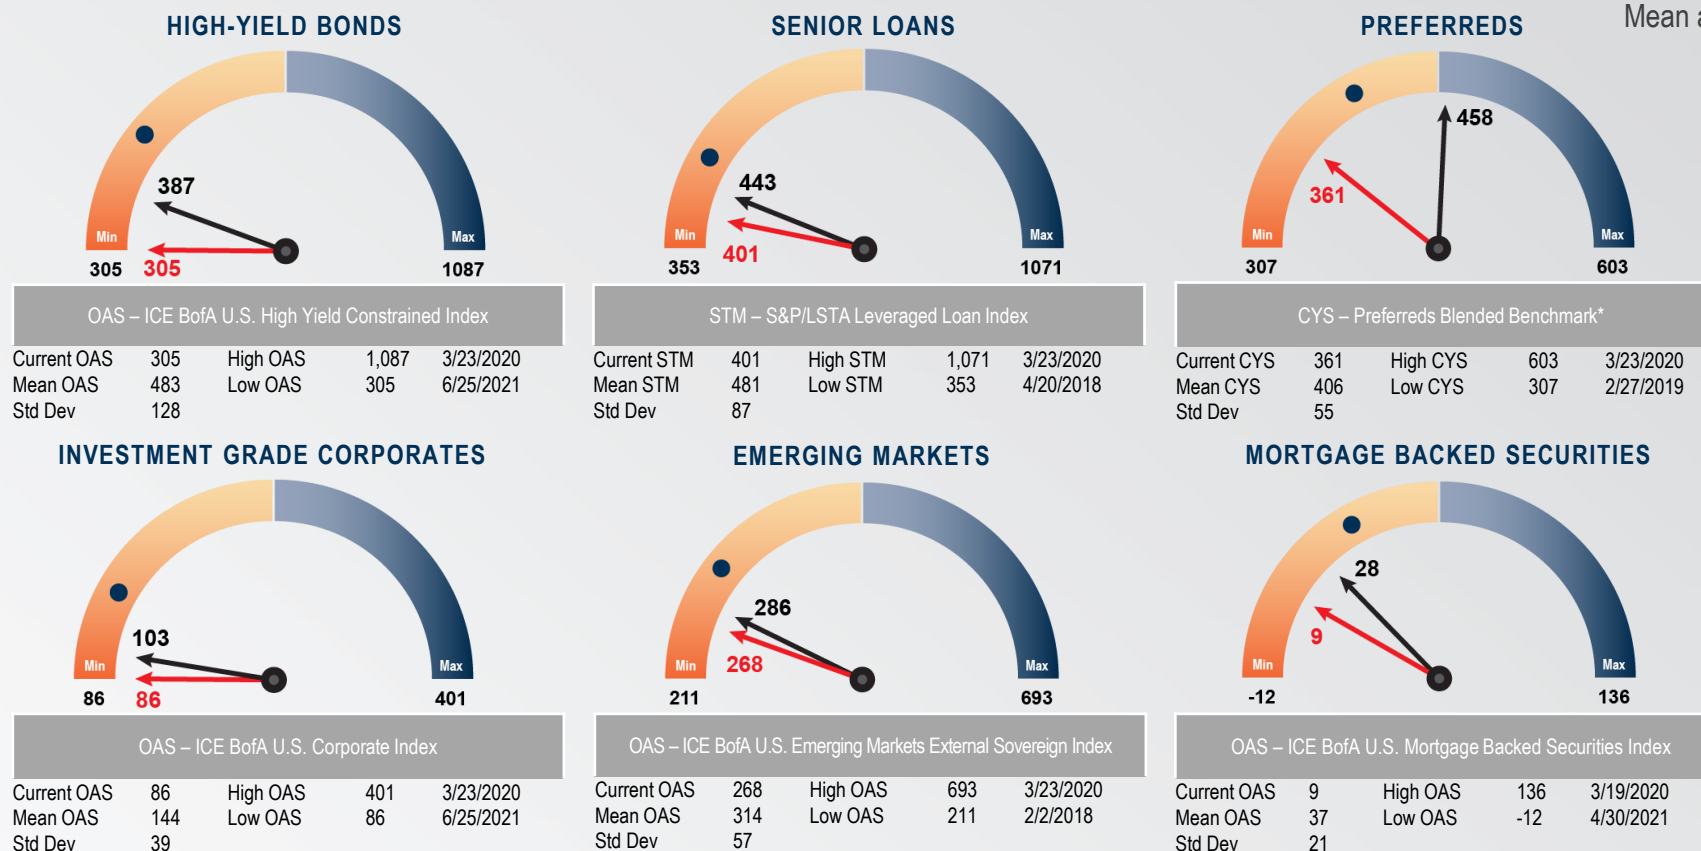 Mean a
HIGH-YIELD BONDS
387
Min
Max
305
305
1087
OAS – ICE BofA U.S. High Yield Constrained Index
Current OAS 305 High OAS 1,087 3/23/2020
Mean OAS 483 Low OAS 305 6/25/2021
Std Dev 128
SENIOR LOANS
443
Min
Max
353
401
1071
STM – S&P/LSTA Leveraged Loan Index
Current STM 401 High STM 1,071 3/23/2020
Mean STM 481 Low STM 353 4/20/2018
Std Dev 87
PREFERREDS
458
361
Min
Max
307
603
CYS – Preferreds Blended Benchmark*
Current CYS 361 High CYS 603 3/23/2020
Mean CYS 406 Low CYS 307 2/27/2019
Std Dev 55
INVESTMENT GRADE CORPORATES
103
Min
Max
86
86
401
OAS – ICE BofA U.S. Corporate Index
Current OAS 86 High OAS 401 3/23/2020
Mean OAS 144 Low OAS 86 6/25/2021
Std Dev 39
EMERGING MARKETS
286
268
Min
Max
211
693
OAS – ICE BofA U.S. Emerging Markets External Sovereign Index
Current OAS 268 High OAS 693 3/23/2020
Mean OAS 314 Low OAS 211 2/2/2018
Std Dev 57
MORTGAGE BACKED SECURITIES
28
9
Min
Max
-12
136
OAS – ICE BofA U.S. Mortgage Backed Securities Index
Current OAS 9 High OAS 136 3/19/2020
Mean OAS 37 Low OAS -12 4/30/2021
Std Dev 21